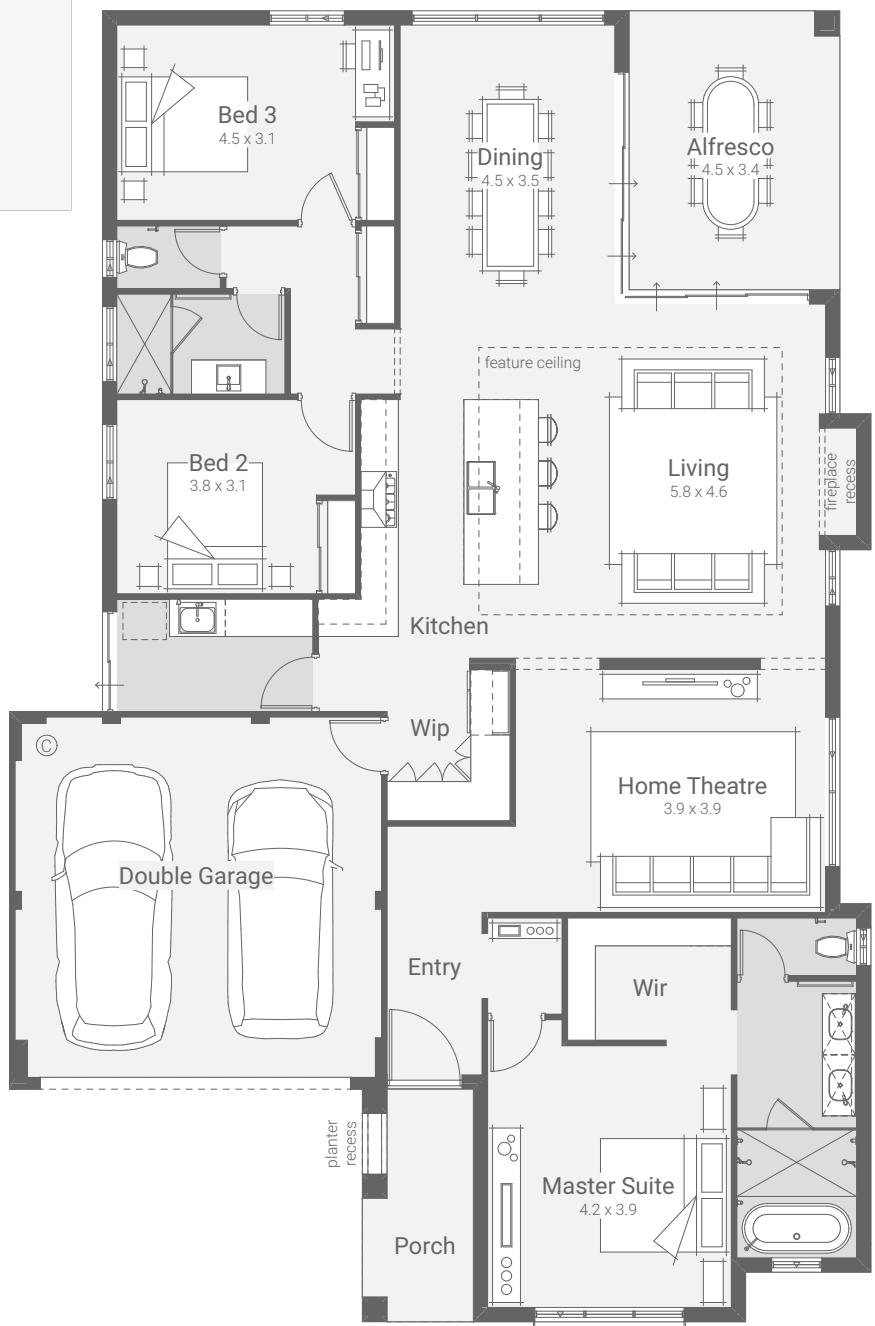 Bed 3
4.5 x 3.1
Dining
4.5 x 3.5
Alfresco
4.5 x 3.4
feature ceiling
Bed 2
3.8 x 3.1
Living
5.8 x 4.6
fireplace
recess
Kitchen
Wip
C
Home Theatre
3.9 x 3.9
Double Garage
Entry
Wir
planter
recess
Master Suite
4.2 x 3.9
Porch